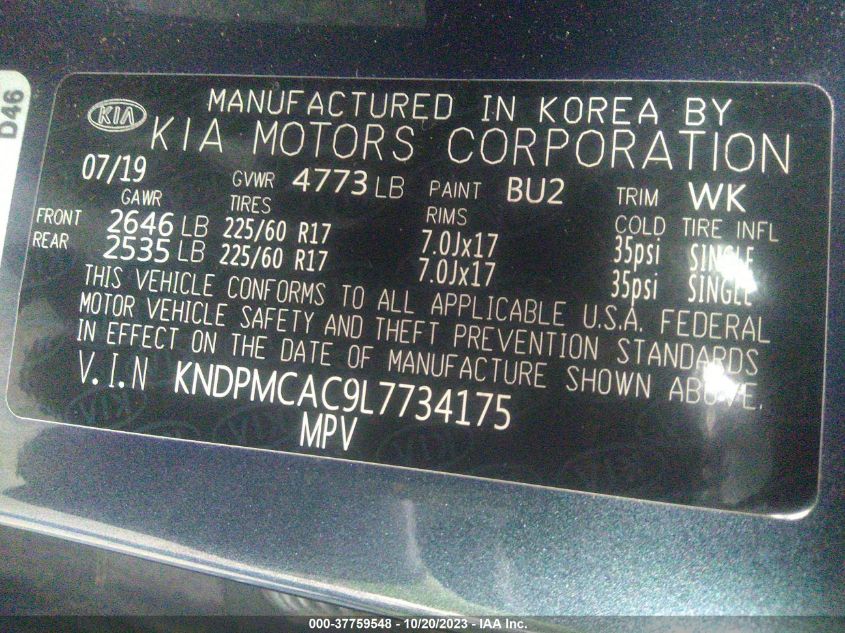 D46
KIA
MANUFACTURED IN KOREA BY
KIA MOTORS CORPORATION
07/19 GVWR 4773 LB PAINT BU2 TRIM WK
GAWR TIRES RIMS COLD TIRE INFL
FRONT 2646 LB 225/60 R17 7.0Jx17 35psi SINGLE
REAR 2535 LB 225/60 R17 7.0Jx17 35psi SINGLE
THIS VEHICLE CONFORMS TO ALL APPLICABLE U.S.A. FEDERAL
MOTOR VEHICLE SAFETY AND THEFT PREVENTION STANDARDS
IN EFFECT ON THE DATE OF MANUFACTURE SHOWN ABOVE.
V.I.N KNDPMCAC9L7734175
MPV
000-37759548 - 10/20/2023 - IAA Inc.